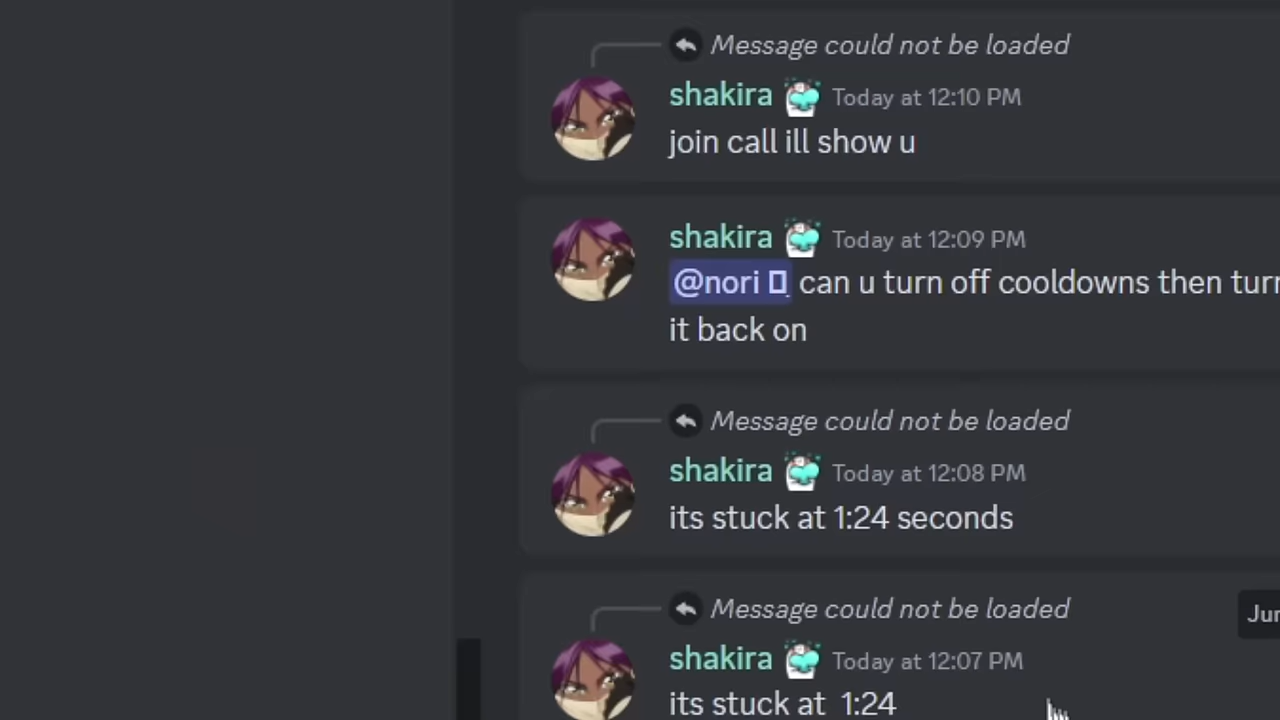 Message could not be loaded
shakira Today at 12:10 PM
join call ill show u
shakira Today at 12:09 PM
@nori can u turn off cooldowns then turn
it back on
Message could not be loaded
shakira Today at 12:08 PM
its stuck at 1:24 seconds
Message could not be loaded
Jum
shakira Today at 12:07 PM
its stuck at 1:24